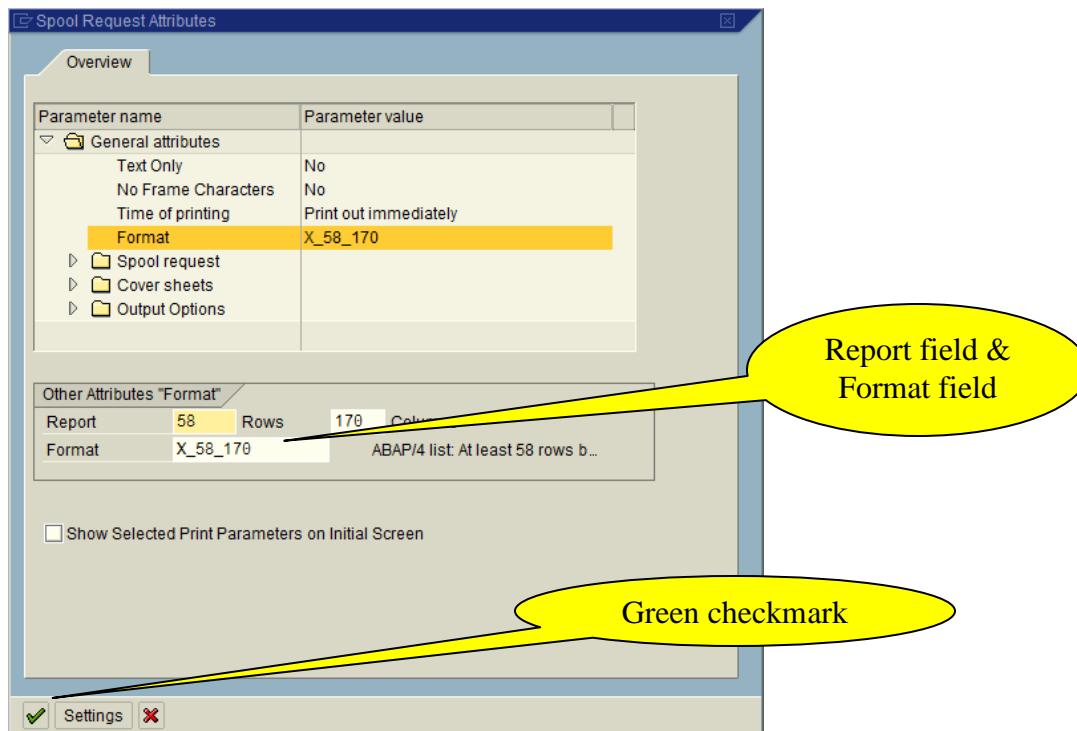 Spool Request Attributes
Overview
Parameter name Parameter value
General attributes
Text Only No
No Frame Characters No
Time of printing Print out immediately
Format X_58_170
Spool request
Cover sheets
Output Options
Report field &
Format field
Other Attributes "Format"
Report 58 Rows 170
Format X_58_170 ABAP/4 list: At least 58 rows b...
Show Selected Print Parameters on Initial Screen
Green checkmark
Settings